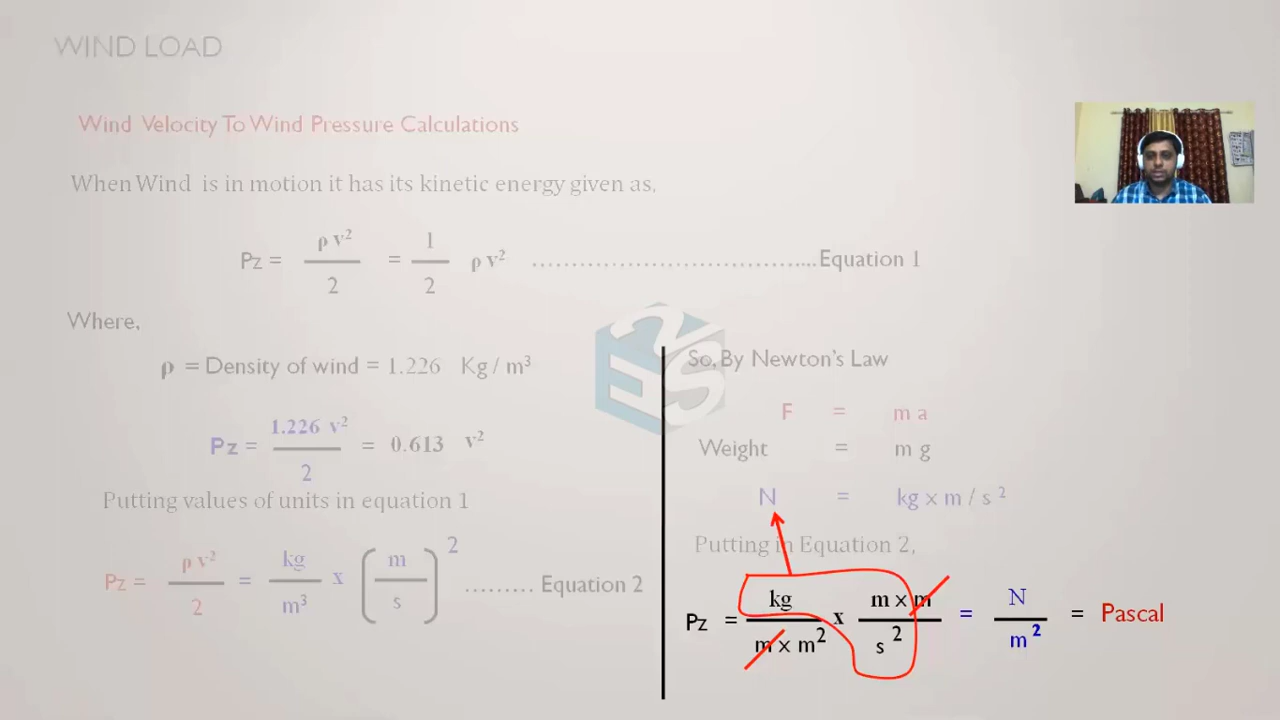 WIND LOAD
Wind Velocity To Wind Pressure Calculations
When Wind is in motion it has its kinetic energy given as,
Pz = ρ v² / 2 = 1 / 2 ρ v² ................................... Equation 1
Where,
ρ = Density of wind = 1.226 Kg / m³
Pz = 1.226 v² / 2 = 0.613 v²
Putting values of units in equation 1
Pz = ρ v² / 2 = kg / m³ x ( m / s )² ......... Equation 2
So, By Newton's Law
F = m a
Weight = m g
N = kg × m / s ²
Putting in Equation 2,
Pz = kg / m × m² x m × m / s ² = N / m ² = Pascal
ENS